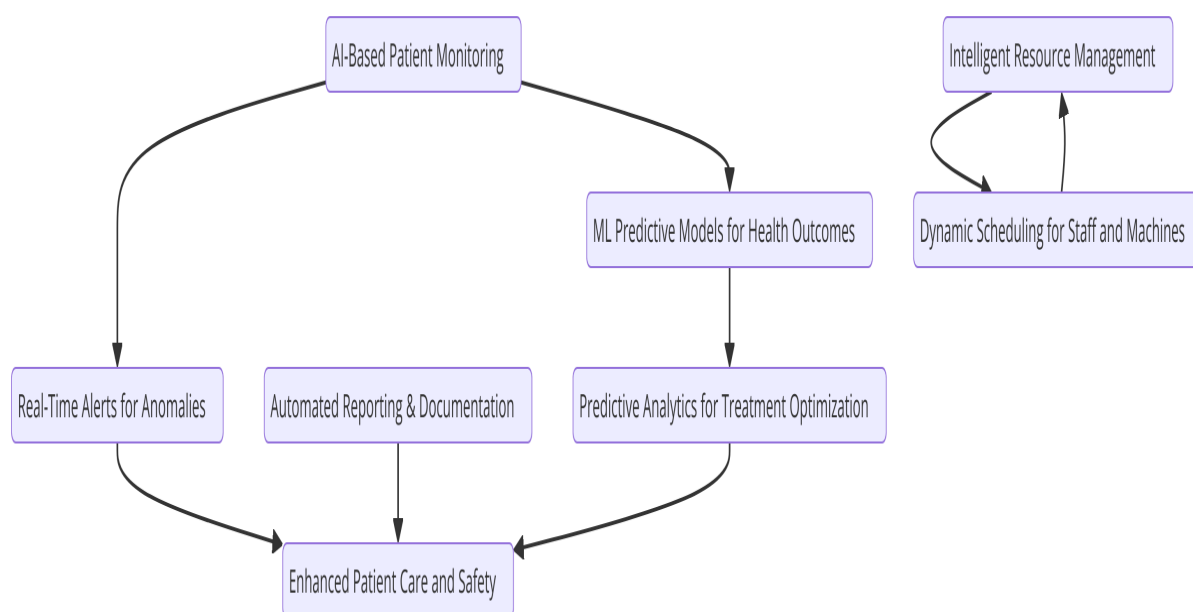 AI-Based Patient Monitoring
Intelligent Resource Management
ML Predictive Models for Health Outcomes
Dynamic Scheduling for Staff and Machines
Real-Time Alerts for Anomalies
Automated Reporting & Documentation
Predictive Analytics for Treatment Optimization
Enhanced Patient Care and Safety